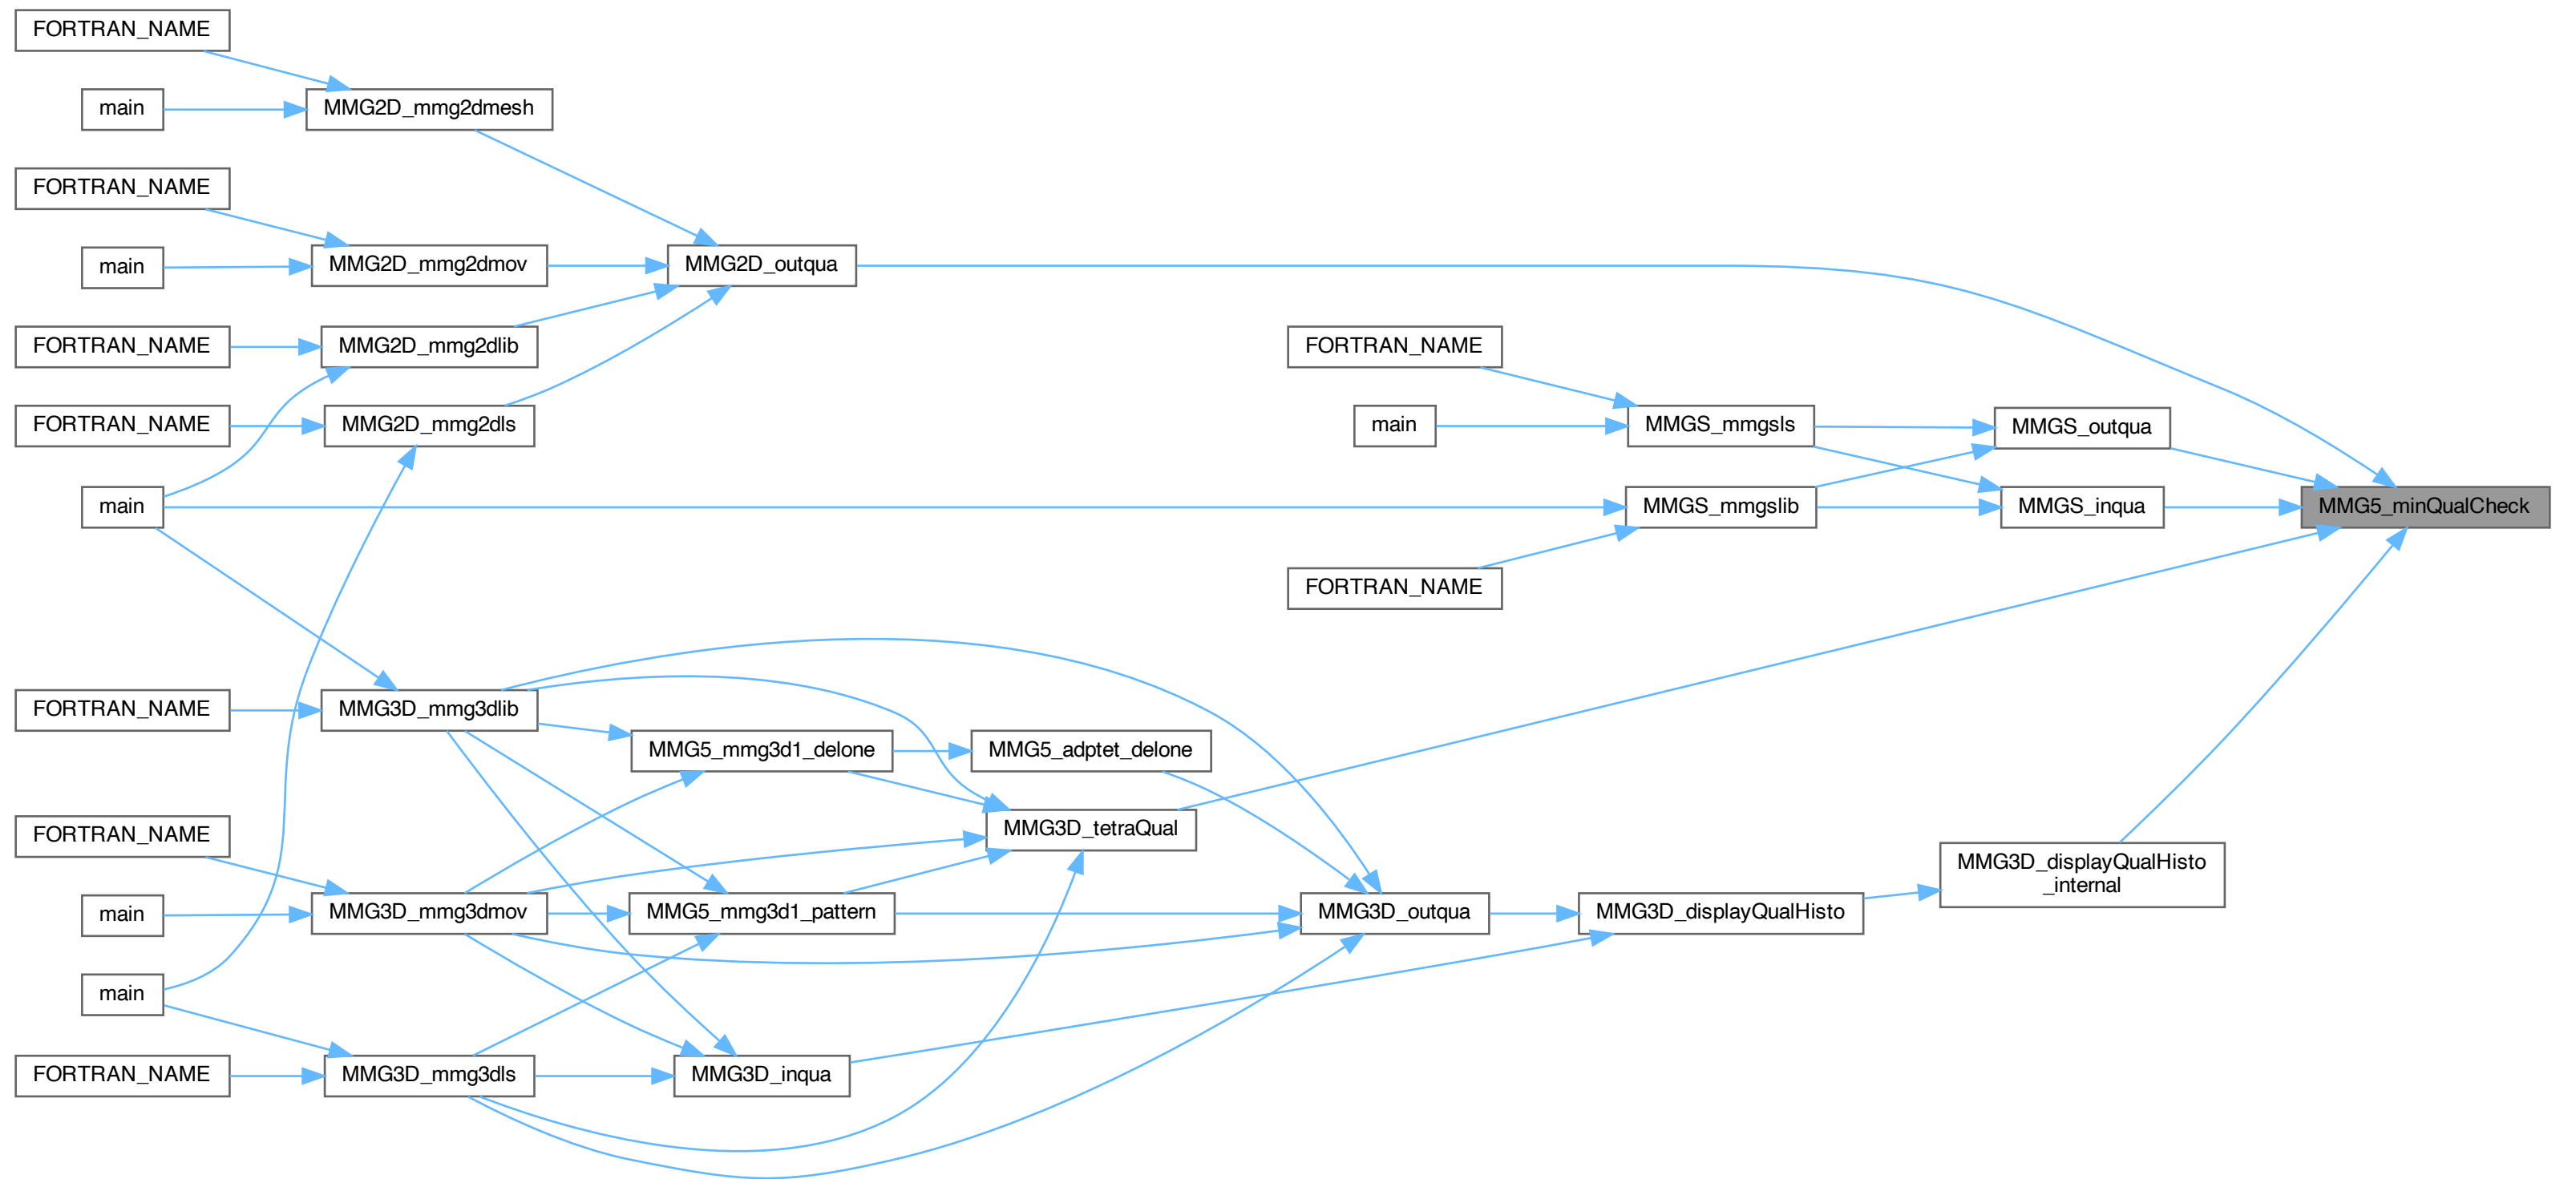 FORTRAN_NAME
main
MMG2D_mmg2dmesh
FORTRAN_NAME
main
MMG2D_mmg2dmov
MMG2D_outqua
FORTRAN_NAME
MMG2D_mmg2dlib
FORTRAN_NAME
FORTRAN_NAME
MMG2D_mmg2dls
main
MMGS_mmgsls
MMGS_outqua
main
MMGS_mmgslib
MMGS_inqua
MMG5_minQualCheck
FORTRAN_NAME
FORTRAN_NAME
MMG3D_mmg3dlib
MMG5_mmg3d1_delone
MMG5_adptet_delone
FORTRAN_NAME
MMG3D_tetraQual
MMG3D_displayQualHisto
_internal
main
MMG3D_mmg3dmov
MMG5_mmg3d1_pattern
MMG3D_outqua
MMG3D_displayQualHisto
main
FORTRAN_NAME
MMG3D_mmg3dls
MMG3D_inqua